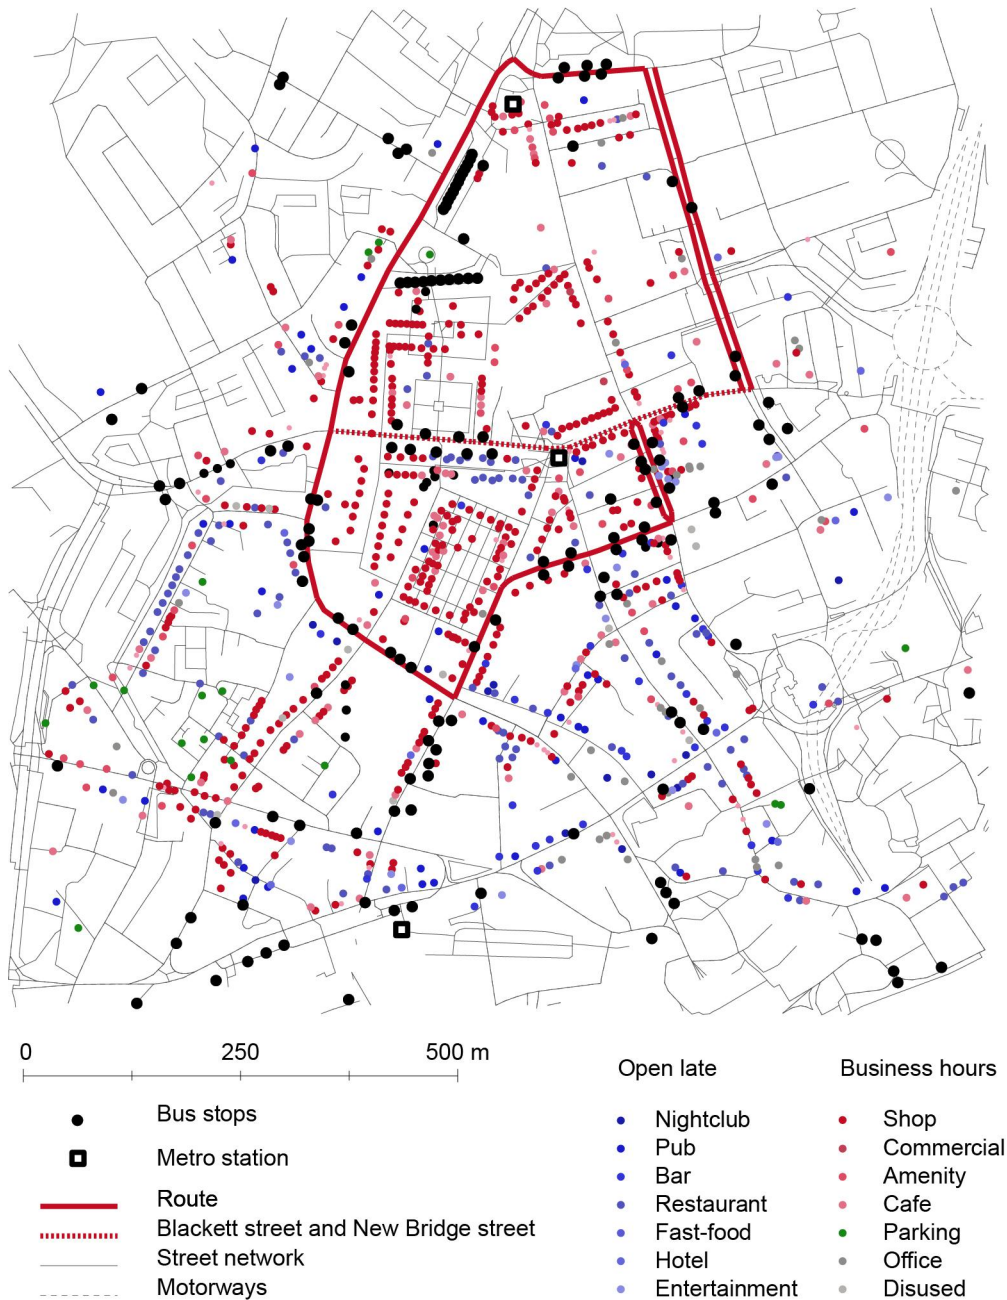 0 250 500 m
Open late Business hours
Bus stops
Metro station
Route
Blackett street and New Bridge street
Street network
Motorways
Nightclub
Pub
Bar
Restaurant
Fast-food
Hotel
Entertainment
Shop
Commercial
Amenity
Cafe
Parking
Office
Disused